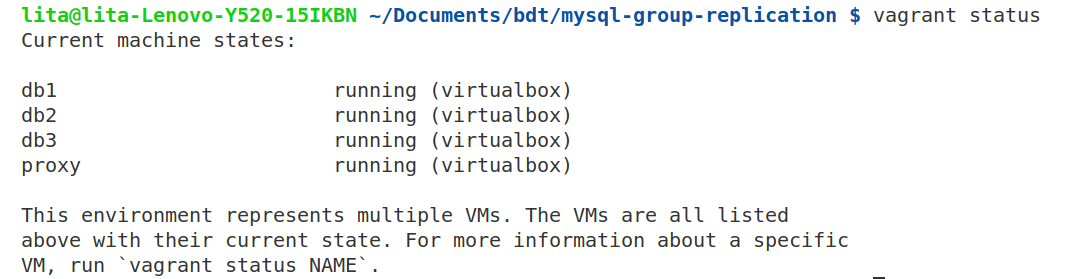 lita@lita-Lenovo-Y520-15IKBN ~/Documents/bdt/mysql-group-replication $ vagrant status
Current machine states:
db1 running (virtualbox)
db2 running (virtualbox)
db3 running (virtualbox)
proxy running (virtualbox)
This environment represents multiple VMs. The VMs are all listed
above with their current state. For more information about a specific
VM, run `vagrant status NAME`.